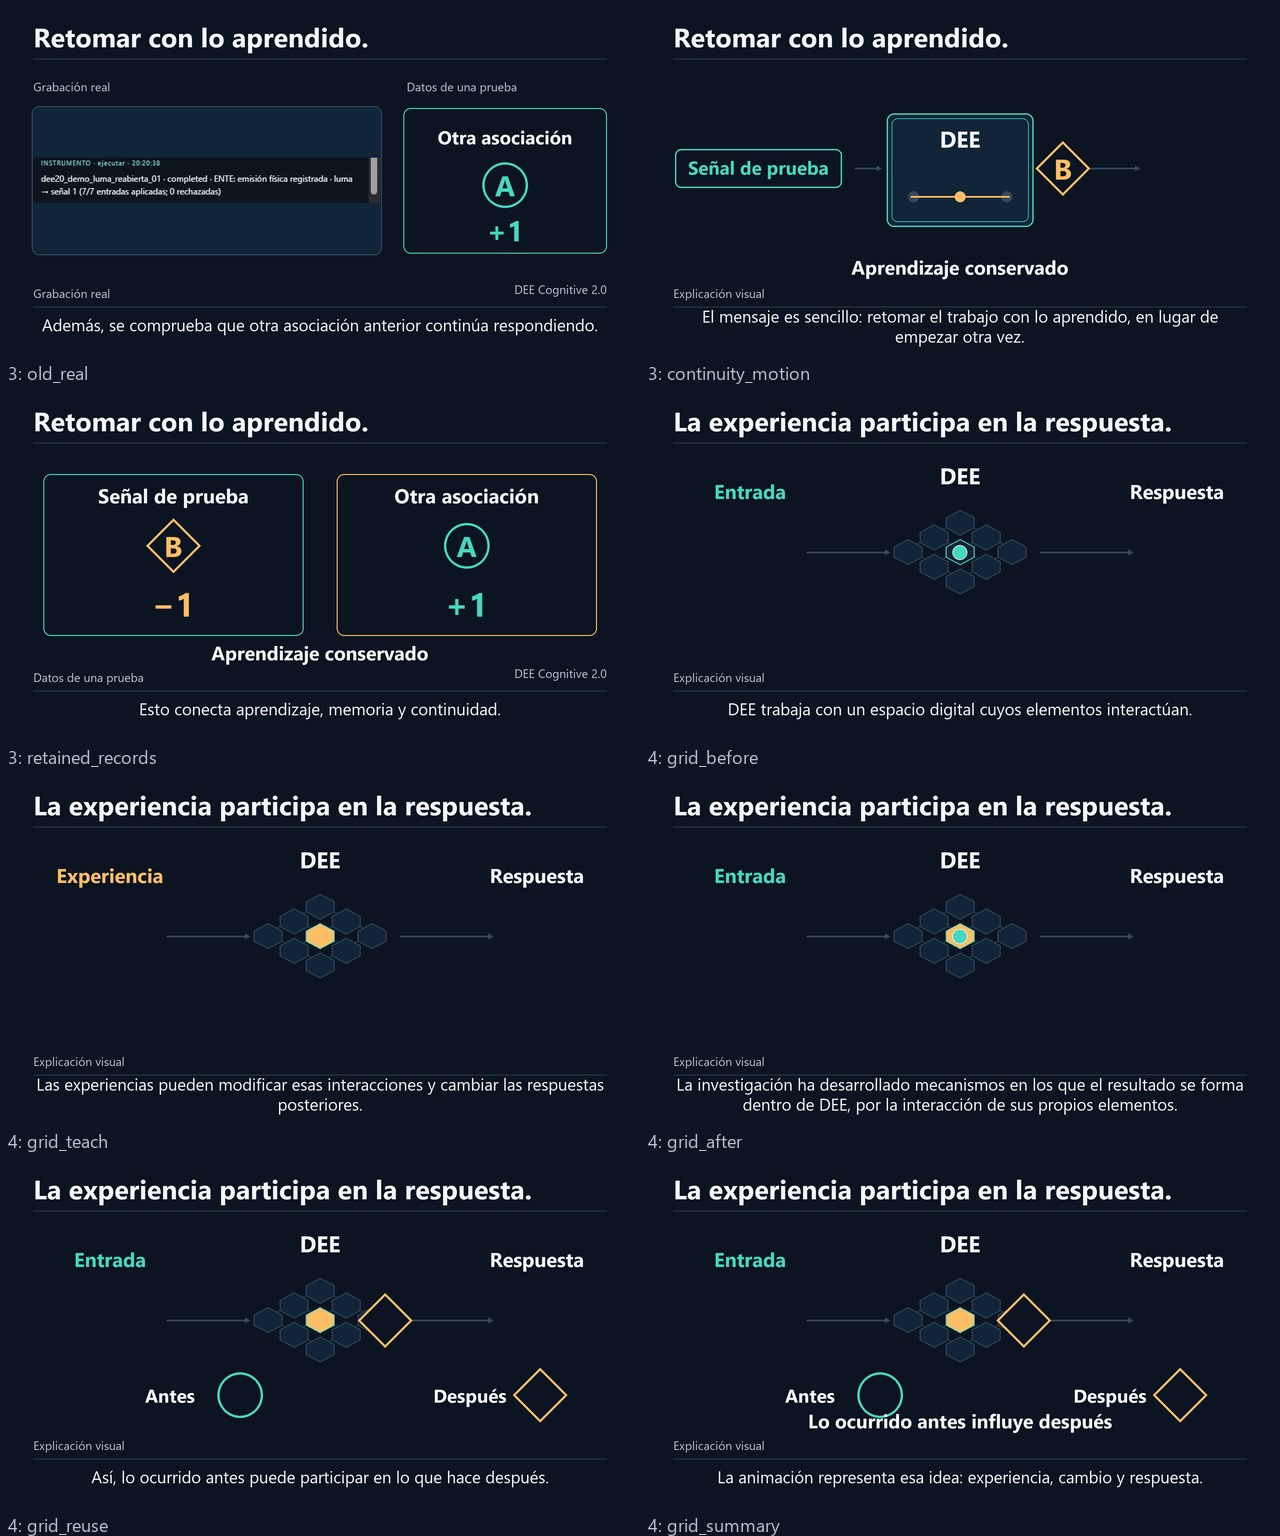 Retomar con lo aprendido.
Grabación real
Datos de una prueba
INSTRUMENTO · ejecutar · 20:20:38
dee20_demo_luma_reabierta_01 · completed · ENTE: emisión física registrada · luma
→ señal 1 (7/7 entradas aplicadas; 0 rechazadas)
Otra asociación
A
+1
Grabación real
DEE Cognitive 2.0
Además, se comprueba que otra asociación anterior continúa respondiendo.
3: old_real
Retomar con lo aprendido.
Señal de prueba
DEE
B
Aprendizaje conservado
Explicación visual
El mensaje es sencillo: retomar el trabajo con lo aprendido, en lugar de
empezar otra vez.
3: continuity_motion
Retomar con lo aprendido.
Señal de prueba
B
−1
Otra asociación
A
+1
Aprendizaje conservado
Datos de una prueba
DEE Cognitive 2.0
Esto conecta aprendizaje, memoria y continuidad.
3: retained_records
La experiencia participa en la respuesta.
Entrada
DEE
Respuesta
Explicación visual
DEE trabaja con un espacio digital cuyos elementos interactúan.
4: grid_before
La experiencia participa en la respuesta.
Experiencia
DEE
Respuesta
Explicación visual
Las experiencias pueden modificar esas interacciones y cambiar las respuestas
posteriores.
4: grid_teach
La experiencia participa en la respuesta.
Entrada
DEE
Respuesta
Explicación visual
La investigación ha desarrollado mecanismos en los que el resultado se forma
dentro de DEE, por la interacción de sus propios elementos.
4: grid_after
La experiencia participa en la respuesta.
Entrada
DEE
Respuesta
Antes
Después
Explicación visual
Así, lo ocurrido antes puede participar en lo que hace después.
4: grid_reuse
La experiencia participa en la respuesta.
Entrada
DEE
Respuesta
Antes
Después
Lo ocurrido antes influye después
Explicación visual
La animación representa esa idea: experiencia, cambio y respuesta.
4: grid_summary